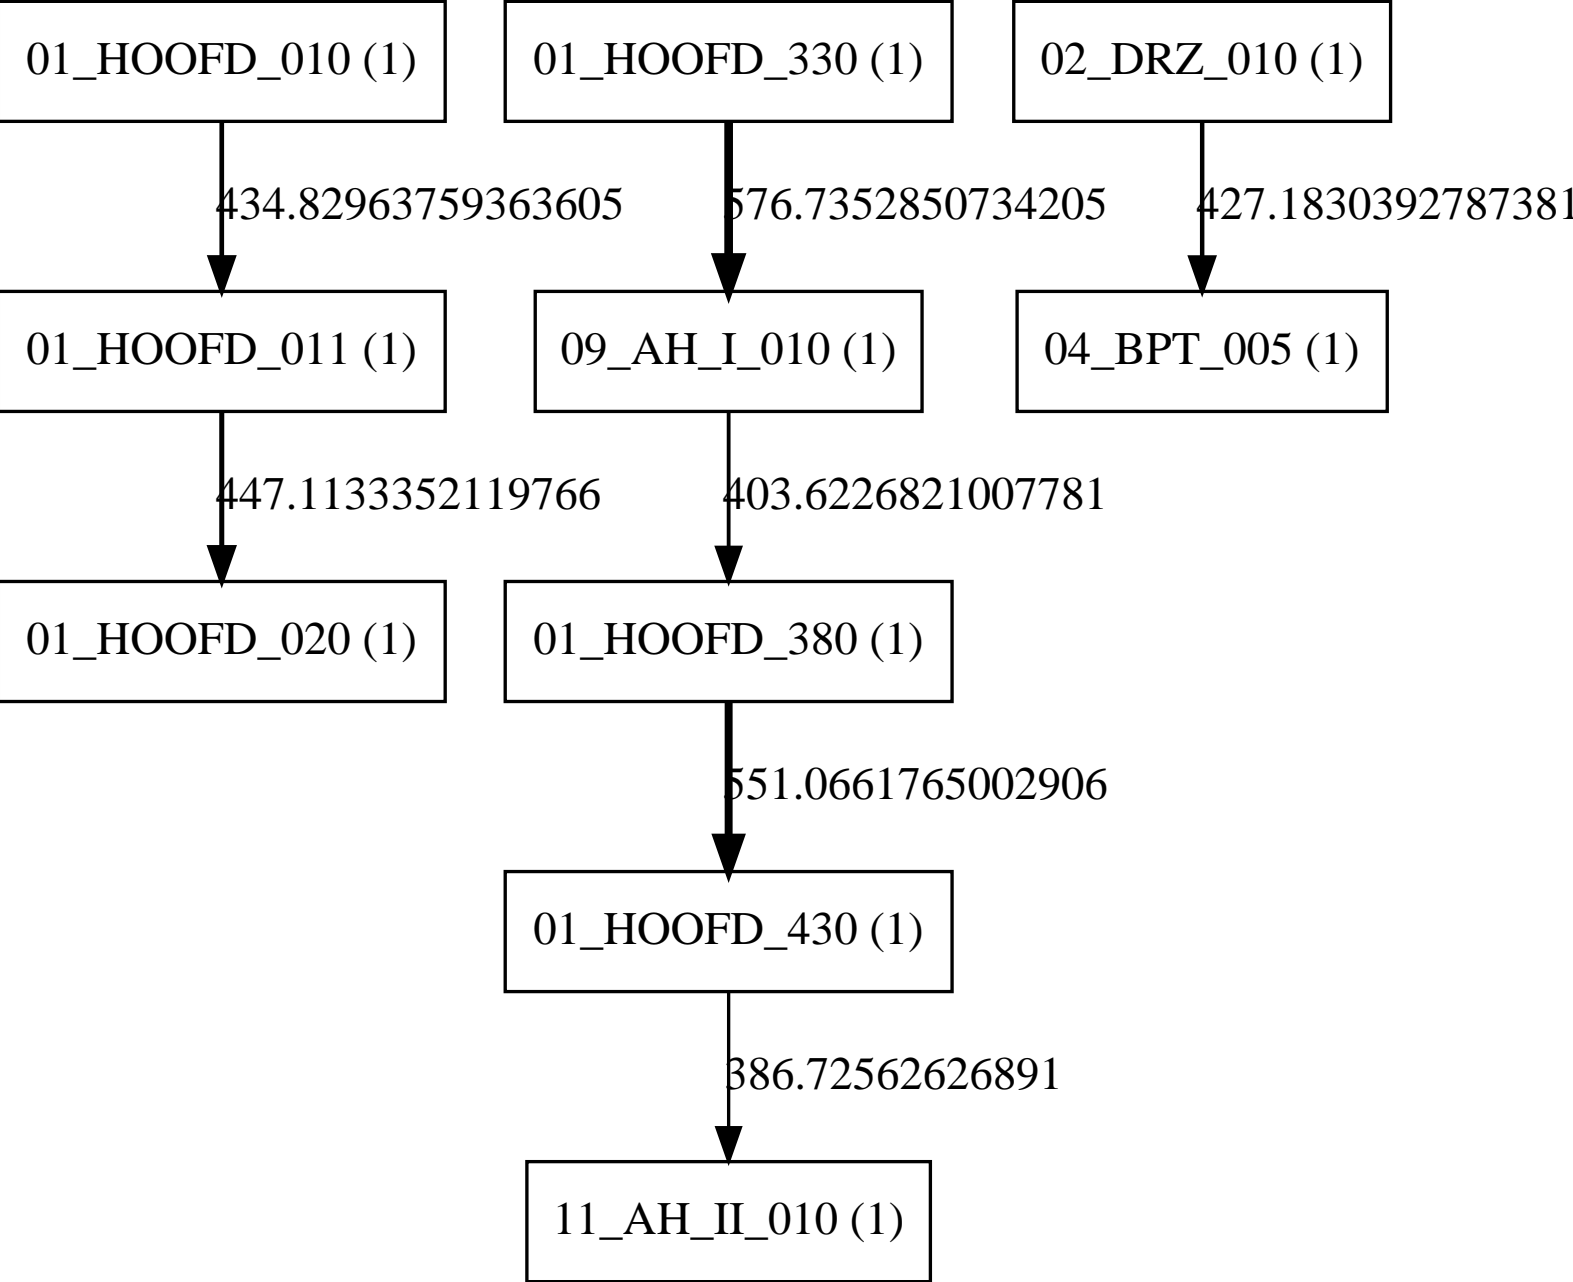 01_HOOFD_010 (1)
01_HOOFD_330 (1)
02_DRZ_010 (1)
434.82963759363605
576.7352850734205
427.1830392787381
01_HOOFD_011 (1)
09_AH_I_010 (1)
04_BPT_005 (1)
447.1133352119766
403.6226821007781
01_HOOFD_020 (1)
01_HOOFD_380 (1)
551.0661765002906
01_HOOFD_430 (1)
386.72562626891
11_AH_II_010 (1)